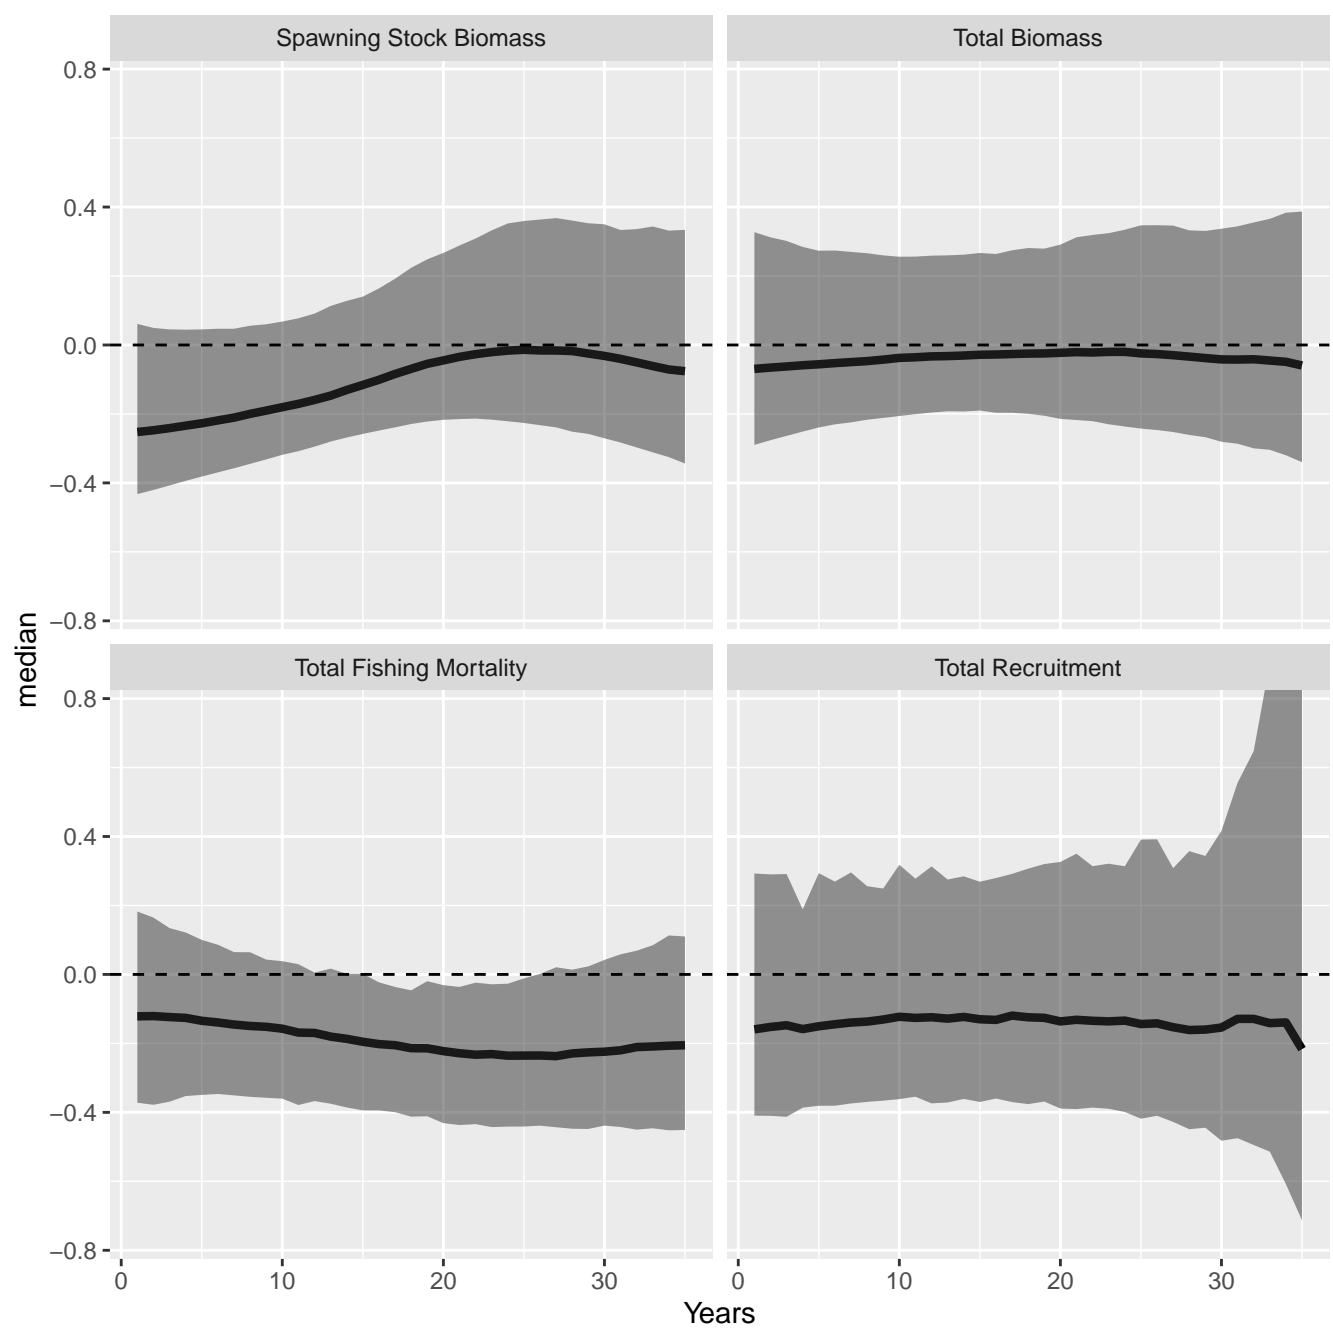 Spawning Stock Biomass
Total Biomass
0.8
0.4
0.0
−0.4
−0.8
median
Total Fishing Mortality
Total Recruitment
0.8
0.4
0.0
−0.4
−0.8
0 10 20 30
0 10 20 30
Years